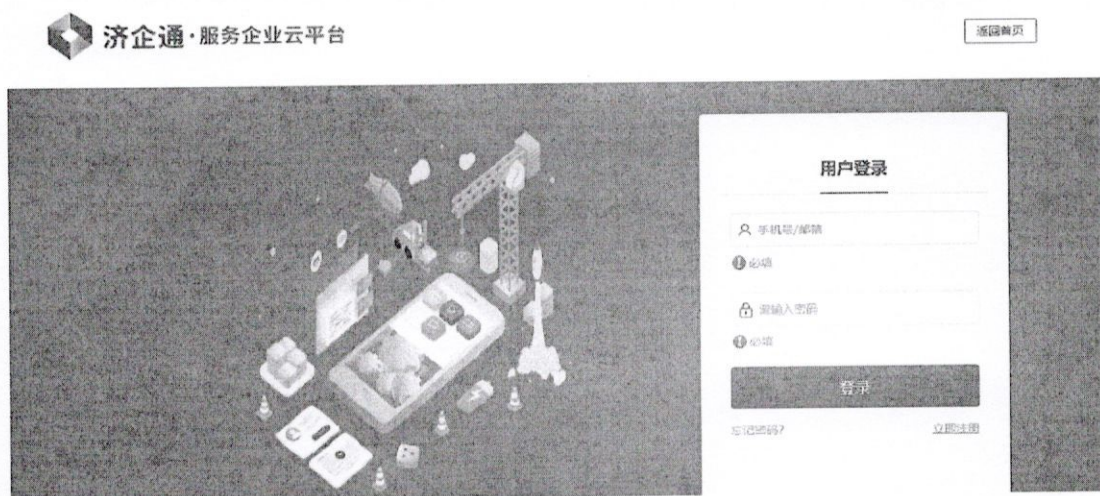 济企通·服务企业云平台
返回首页
用户登录
手机号/邮箱
必填
请输入密码
必填
登录
忘记密码?
立即注册